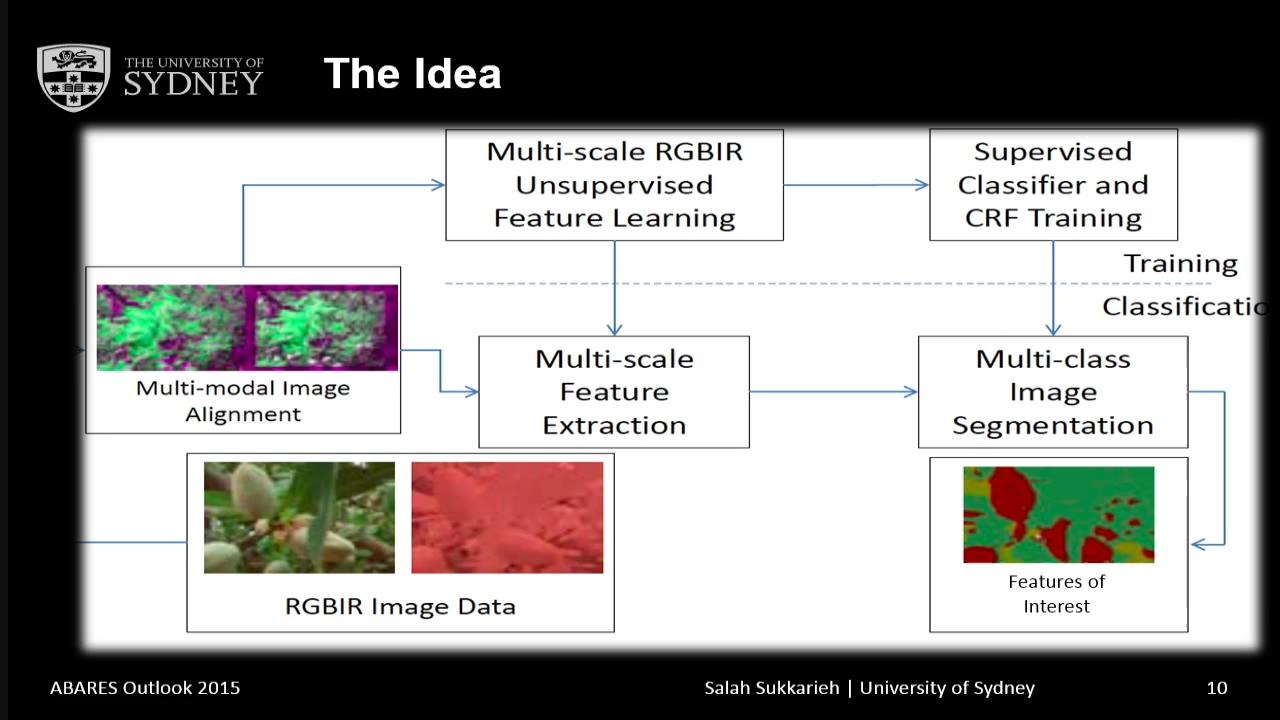 THE UNIVERSITY OF
SYDNEY
The Idea
Multi-scale RGBIR
Unsupervised
Feature Learning
Supervised
Classifier and
CRF Training
Training
Classificatio
Multi-modal Image
Alignment
Multi-scale
Feature
Extraction
Multi-class
Image
Segmentation
RGBIR Image Data
Features of
Interest
ABARES Outlook 2015
Salah Sukkarieh | University of Sydney
10